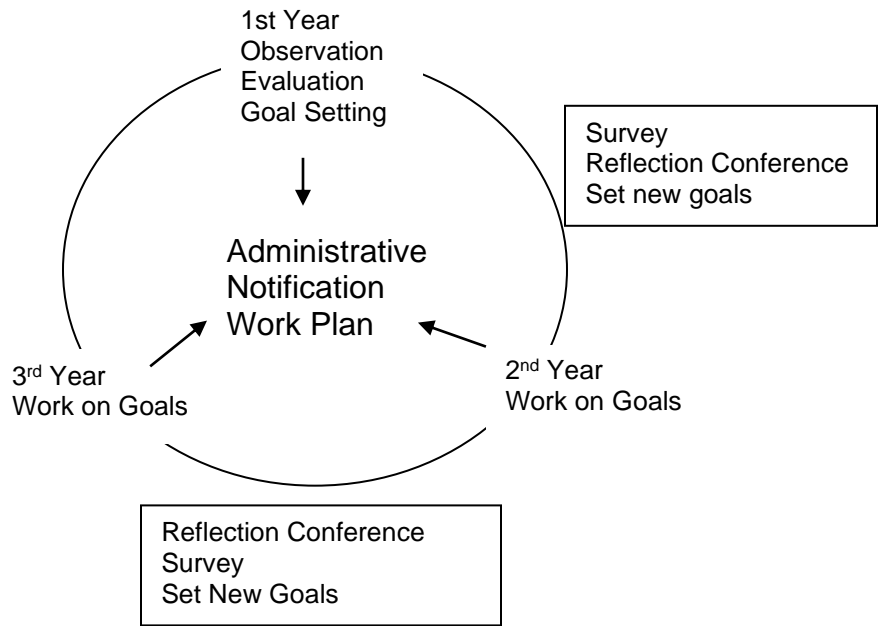 1st Year
Observation
Evaluation
Goal Setting
Survey
Reflection Conference
Set new goals
Administrative
Notification
Work Plan
3rd Year
Work on Goals
2nd Year
Work on Goals
Reflection Conference
Survey
Set New Goals